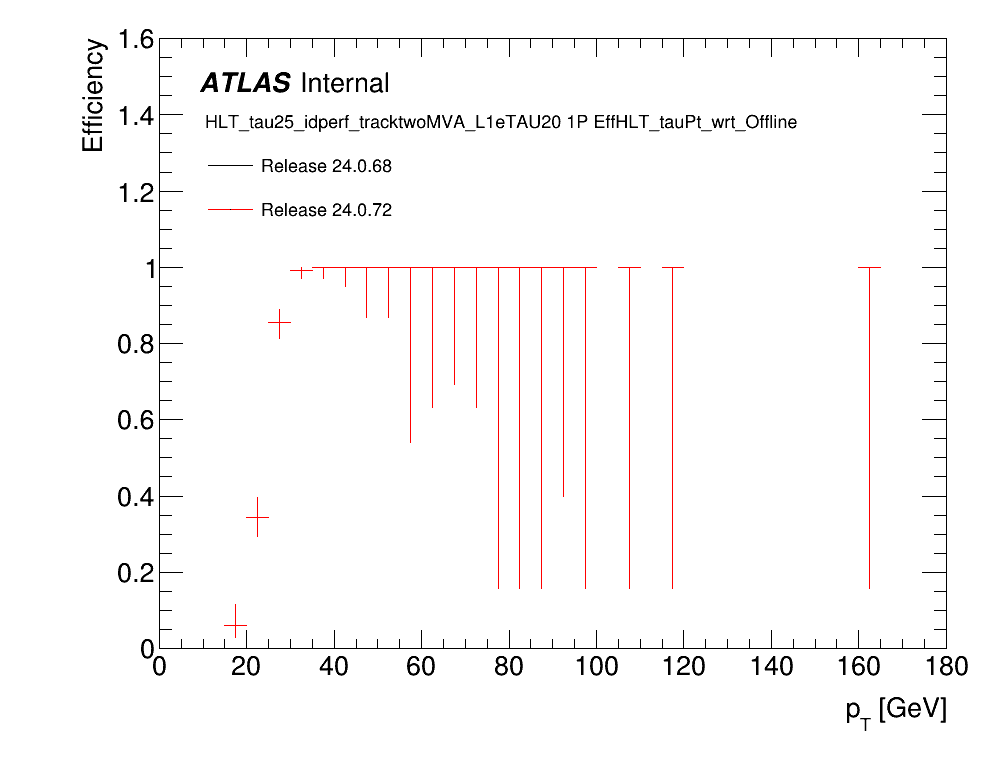 1.6
Efficiency
ATLAS Internal
1.4
HLT_tau25_idperf_tracktwoMVA_L1eTAU20 1P EffHLT_tauPt_wrt_Offline
Release 24.0.68
1.2
Release 24.0.72
1
0.8
0.6
0.4
0.2
0
0 20 40 60 80 100 120 140 160 180
p_T [GeV]